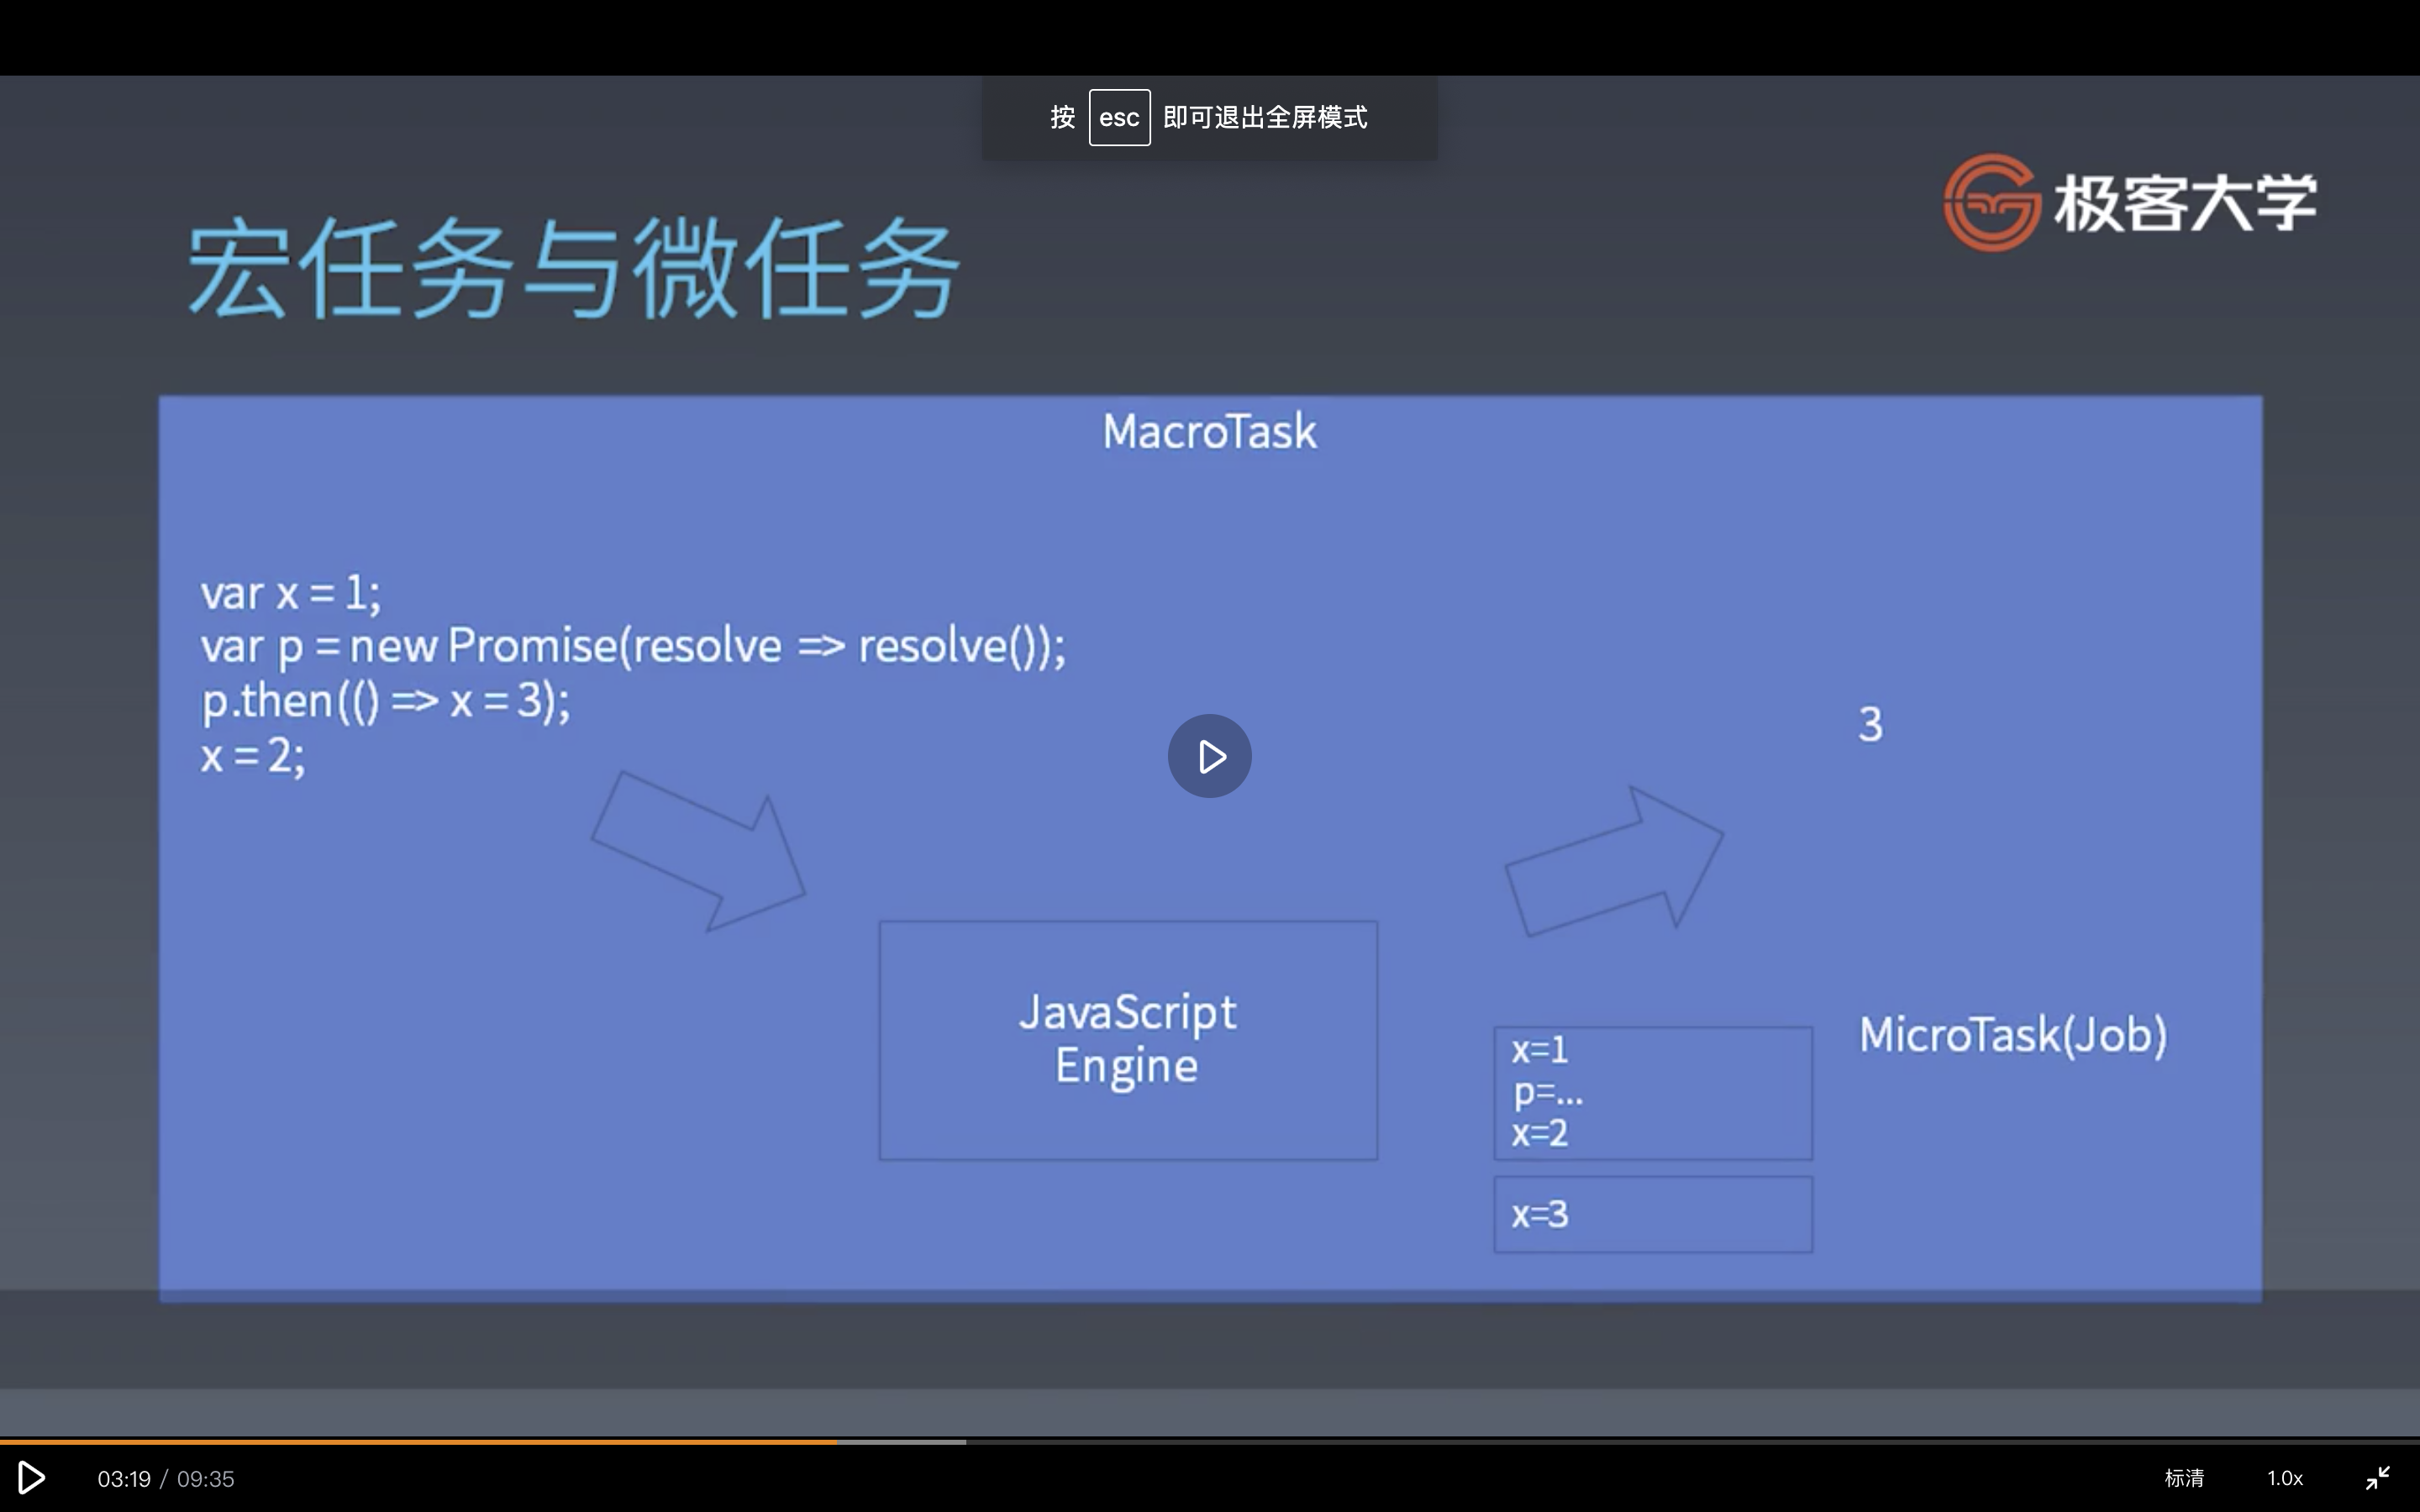 按 esc 即可退出全屏模式
极客大学
宏任务与微任务
MacroTask
var x = 1;
var p = new Promise(resolve => resolve());
p.then(() => x = 3);
x = 2;
3
JavaScript
Engine
MicroTask(Job)
x=1
p=...
x=2
x=3
03:19 / 09:35
标清
1.0x